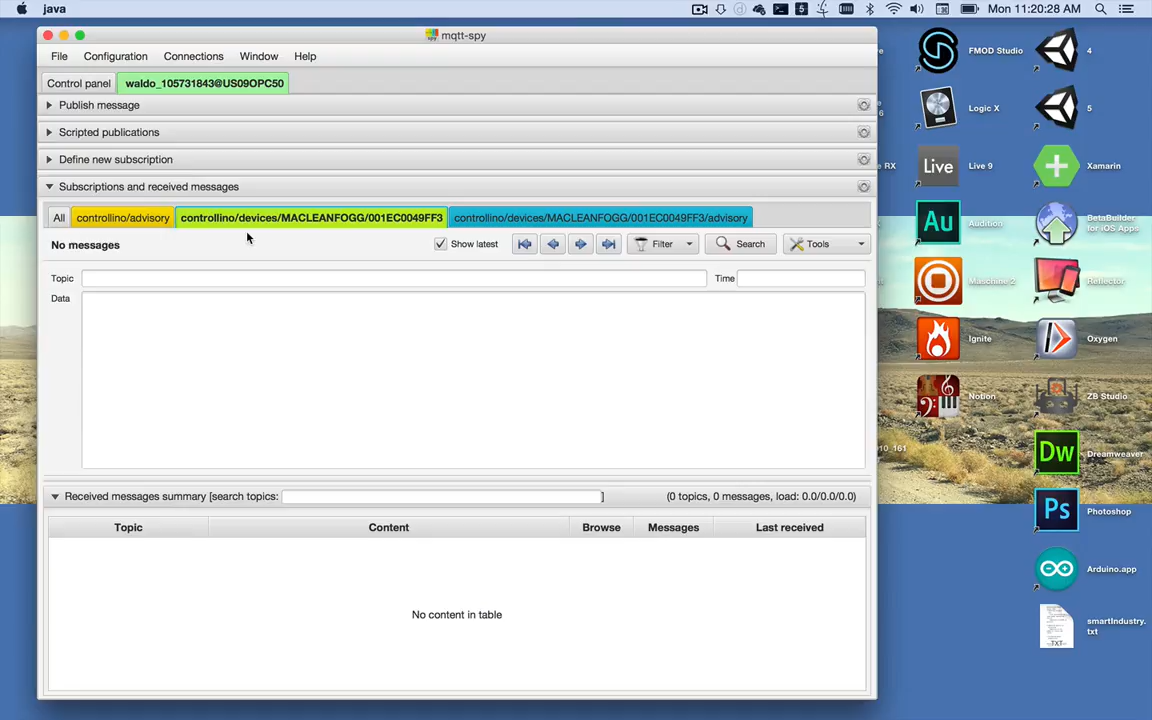 java
5
Mon 11:20:28 AM
mqtt-spy
File Configuration Connections Window Help
Control panel waldo_105731843@US09OPC50
Publish message
Scripted publications
Define new subscription
Subscriptions and received messages
All controllino/advisory controllino/devices/MACLEANFOGG/001EC0049FF3 controllino/devices/MACLEANFOGG/001EC0049FF3/advisory
No messages Show latest Filter Search Tools
Topic Time
Data
Received messages summary [search topics: ] (0 topics, 0 messages, load: 0.0/0.0/0.0)
Topic Content Browse Messages Last received
No content in table
FMOD Studio
4
Logic X
5
RX
Live
Live 9
Xamarin
Au
Audition
BetaBuilder
for iOS Apps
Maschine 2
Reflector
Ignite
Oxygen
Notion
ZB Studio
Dw
Dreamweaver
Ps
Photoshop
Arduino.app
TXT
smartIndustry.
txt